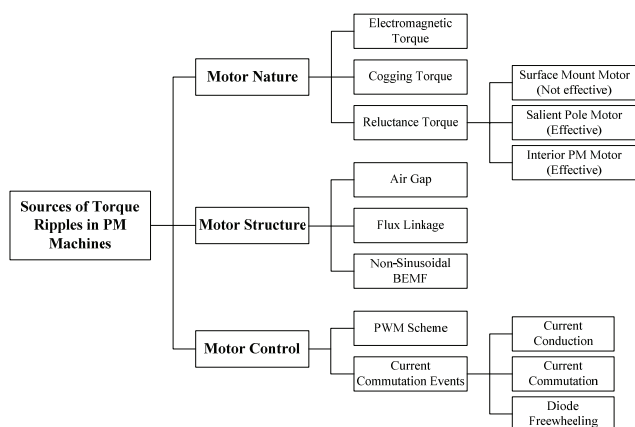 Sources of Torque
Ripples in PM
Machines
Motor Nature
Electromagnetic
Torque
Cogging Torque
Reluctance Torque
Surface Mount Motor
(Not effective)
Salient Pole Motor
(Effective)
Interior PM Motor
(Effective)
Motor Structure
Air Gap
Flux Linkage
Non-Sinusoidal
BEMF
Motor Control
PWM Scheme
Current
Commutation Events
Current
Conduction
Current
Commutation
Diode
Freewheeling